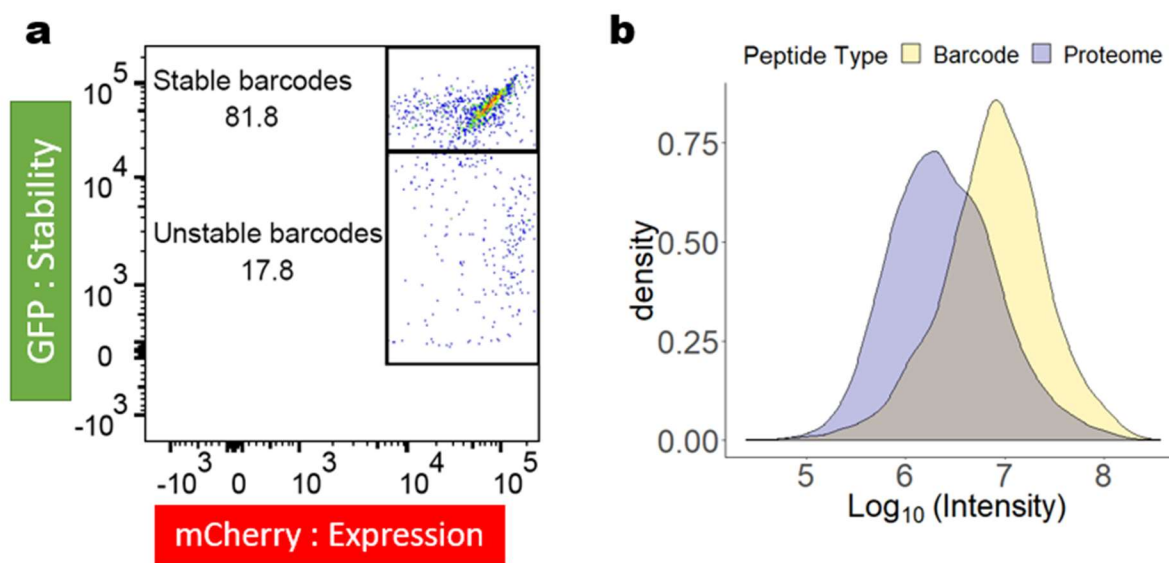 a
Stable barcodes
81.8
Unstable barcodes
17.8
10^5
10^4
10^3
0
-10^3
GFP : Stability
-10^3 0 10^3 10^4 10^5
mCherry : Expression
b
Peptide Type Barcode Proteome
density
0.75
0.50
0.25
0.00
5 6 7 8
Log₁₀ (Intensity)